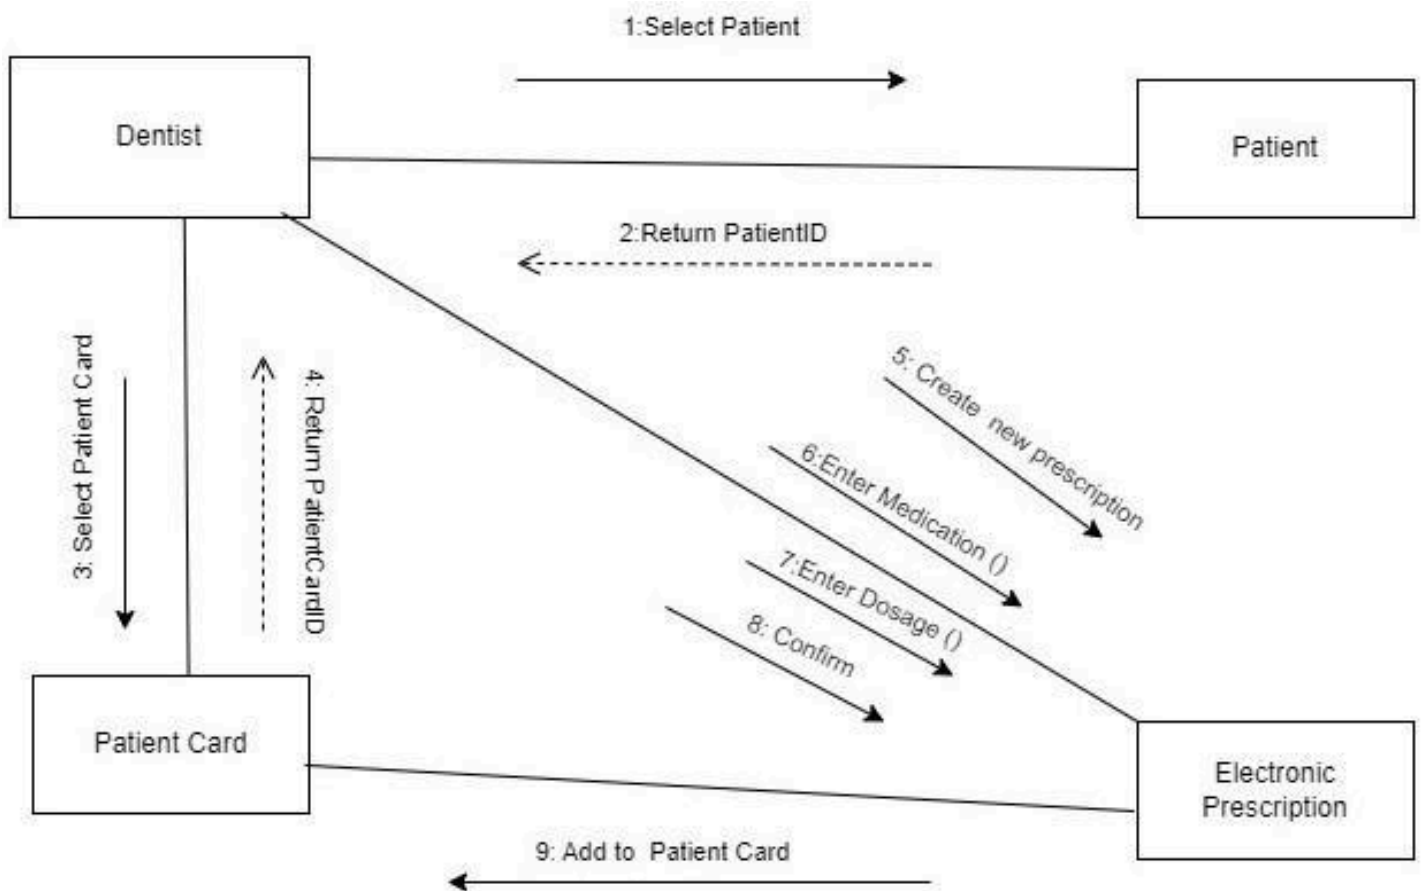 1:Select Patient
Dentist
Patient
2:Return PatientID
3: Select Patient Card
4: Return PatientCardID
5: Create new prescription
6:Enter Medication ()
7:Enter Dosage ()
8: Confirm
Patient Card
Electronic
Prescription
9: Add to Patient Card